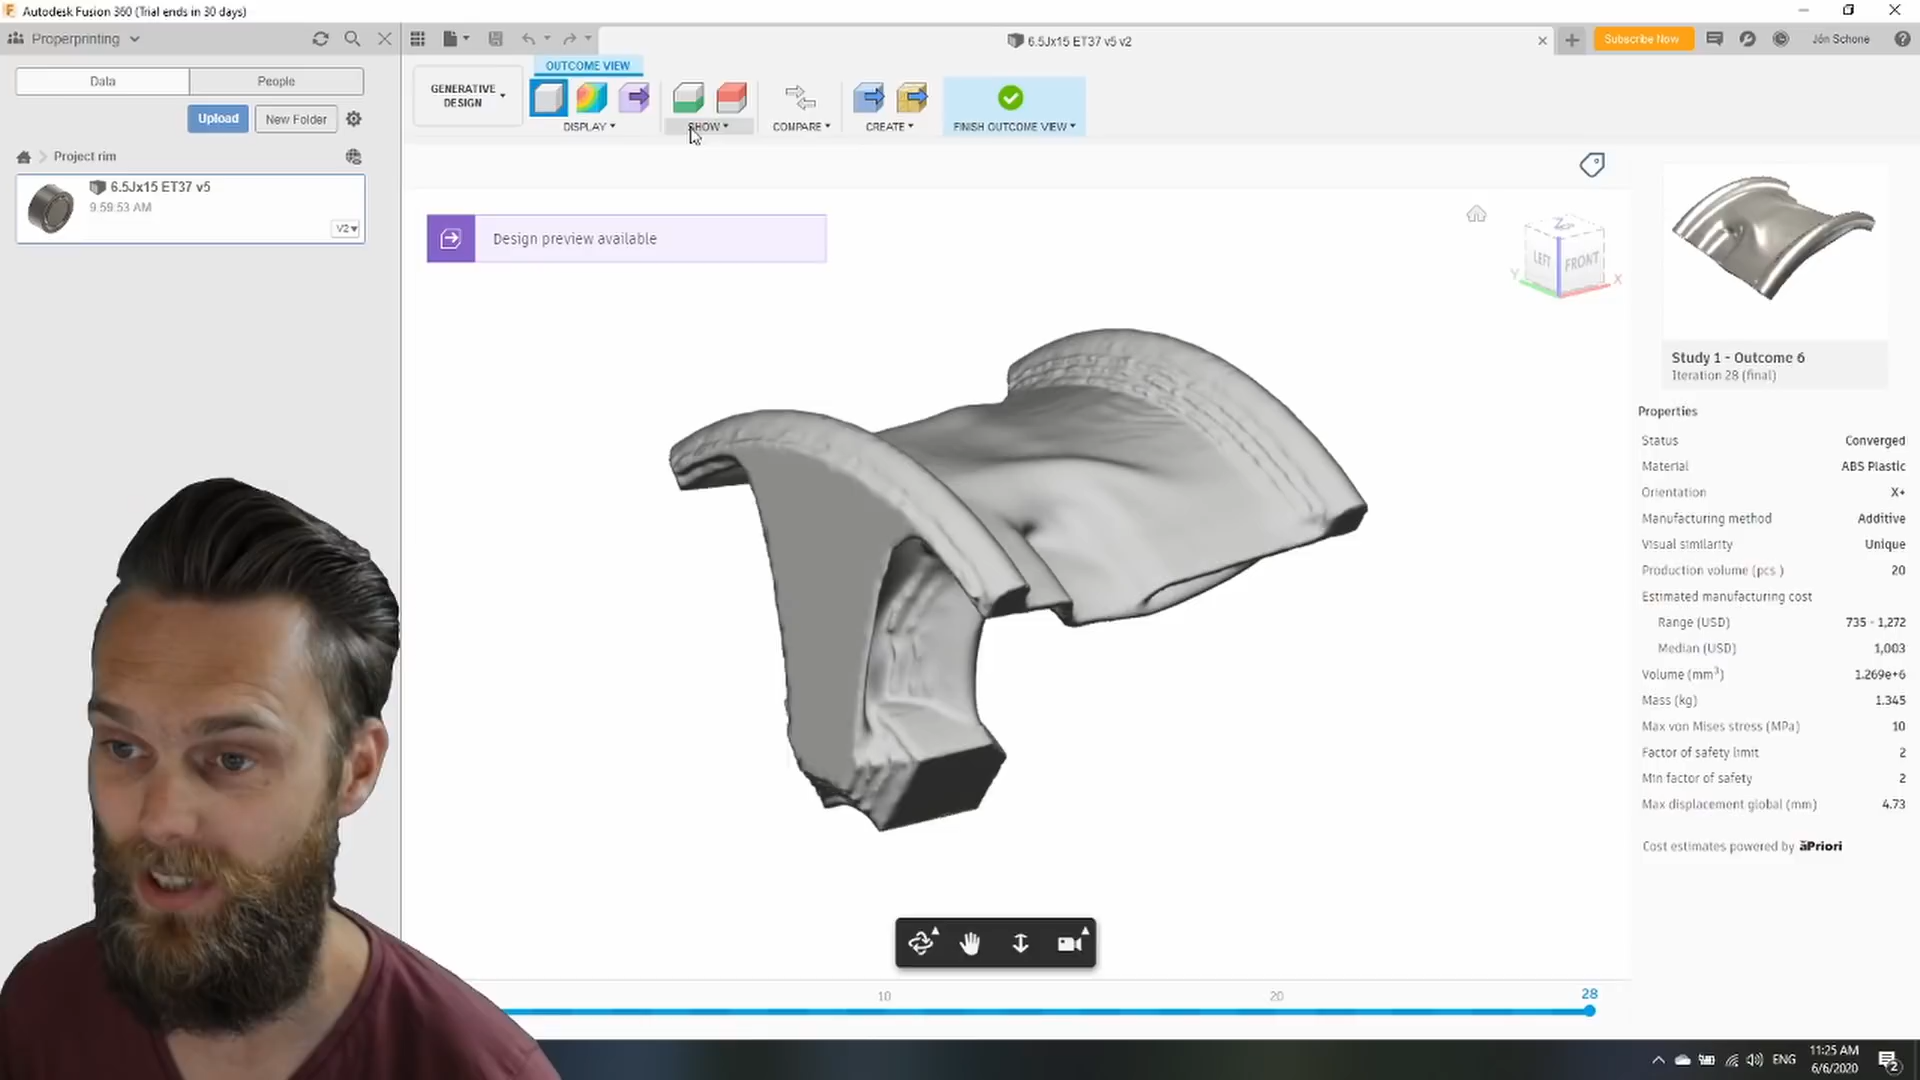 Autodesk Fusion 360 (Trial ends in 30 days)
Properprinting
6.5Jx15 ET37 v5 v2
Subscribe Now
Jón Schone
Data
People
Upload
New Folder
Project rim
6.5Jx15 ET37 v5
9:59:53 AM
V2
OUTCOME VIEW
GENERATIVE
DESIGN
DISPLAY
SHOW
COMPARE
CREATE
FINISH OUTCOME VIEW
Design preview available
Z
LEFT
FRONT
Y
X
Study 1 - Outcome 6
Iteration 28 (final)
Properties
Status Converged
Material ABS Plastic
Orientation X+
Manufacturing method Additive
Visual similarity Unique
Production volume (pcs.) 20
Estimated manufacturing cost
Range (USD) 735 - 1,272
Median (USD) 1,003
Volume (mm³) 1.269e+6
Mass (kg) 1.345
Max von Mises stress (MPa) 10
Factor of safety limit 2
Min factor of safety 2
Max displacement global (mm) 4.73
Cost estimates powered by āPriori
10
20
28
ENG
11:25 AM
6/6/2020
2